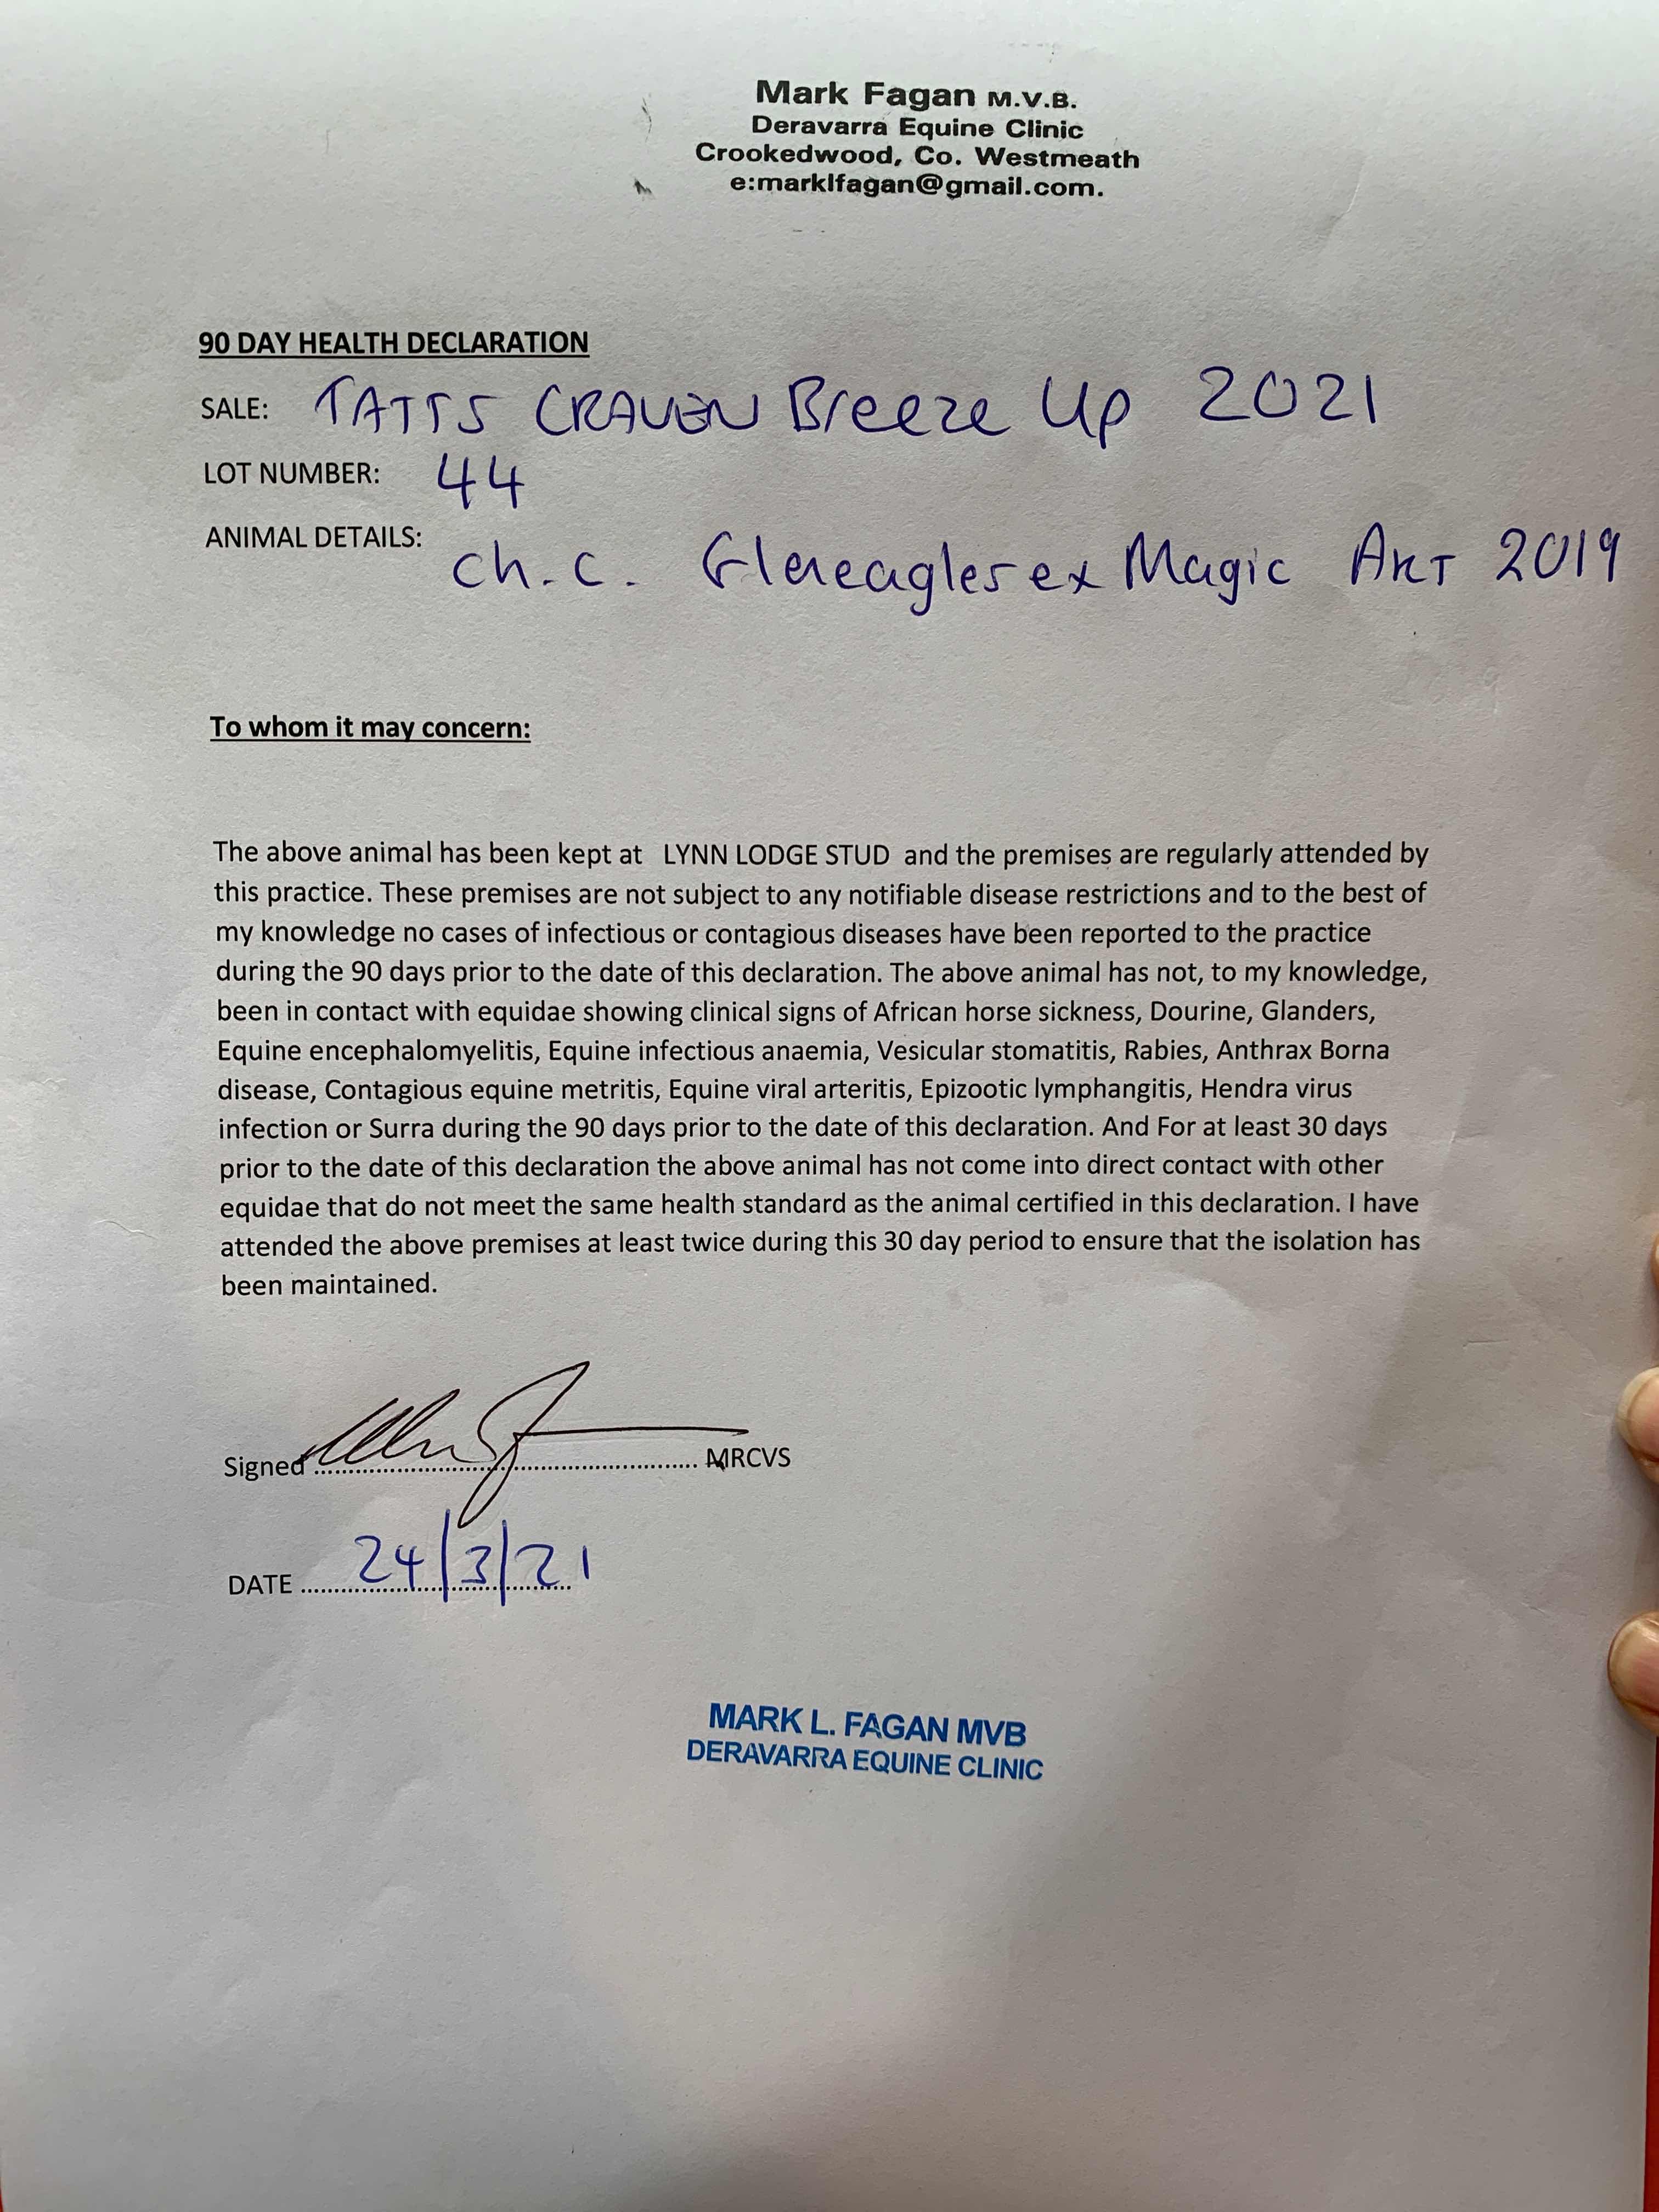 Mark Fagan M.V.B.
Deravarra Equine Clinic
Crookedwood, Co. Westmeath
e:marklfagan@gmail.com.
90 DAY HEALTH DECLARATION
SALE: TATTS CRAVEN Breeze Up 2021
LOT NUMBER: 44
ANIMAL DETAILS: ch. c. Gleneagles ex Magic ART 2019
To whom it may concern:
The above animal has been kept at LYNN LODGE STUD and the premises are regularly attended by
this practice. These premises are not subject to any notifiable disease restrictions and to the best of
my knowledge no cases of infectious or contagious diseases have been reported to the practice
during the 90 days prior to the date of this declaration. The above animal has not, to my knowledge,
been in contact with equidae showing clinical signs of African horse sickness, Dourine, Glanders,
Equine encephalomyelitis, Equine infectious anaemia, Vesicular stomatitis, Rabies, Anthrax Borna
disease, Contagious equine metritis, Equine viral arteritis, Epizootic lymphangitis, Hendra virus
infection or Surra during the 90 days prior to the date of this declaration. And For at least 30 days
prior to the date of this declaration the above animal has not come into direct contact with other
equidae that do not meet the same health standard as the animal certified in this declaration. I have
attended the above premises at least twice during this 30 day period to ensure that the isolation has
been maintained.
Signed .......... MRCVS
DATE .......... 24/3/21
MARK L. FAGAN MVB
DERAVARRA EQUINE CLINIC